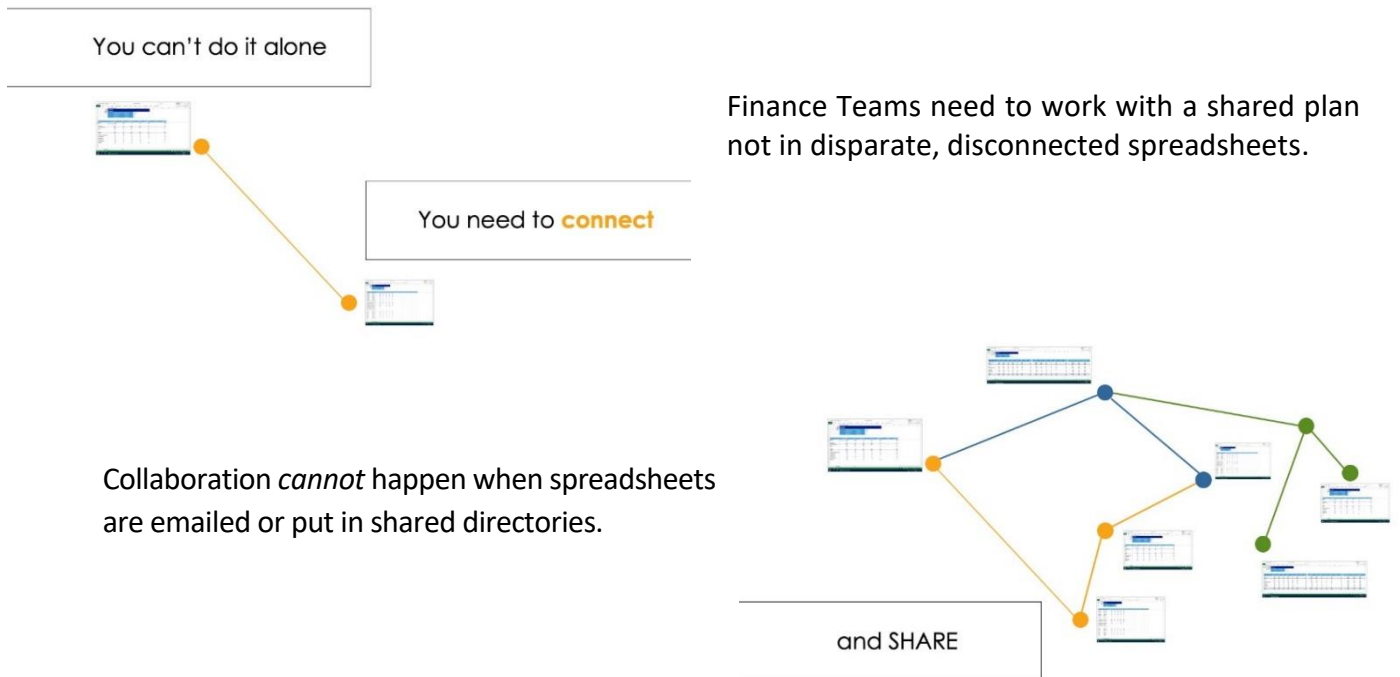 You can't do it alone
Finance Teams need to work with a shared plan
not in disparate, disconnected spreadsheets.
You need to connect
Collaboration cannot happen when spreadsheets
are emailed or put in shared directories.
and SHARE